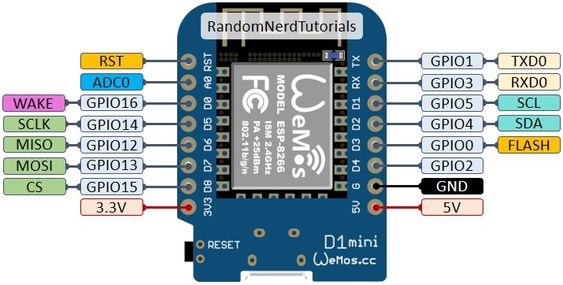 RandomNerdTutorials
RST RST TX GPIO1 TXD0
ADC0 A0 RX GPIO3 RXD0
WAKE GPIO16 D0 D1 GPIO5 SCL
SCLK GPIO14 D5 D2 GPIO4 SDA
MISO GPIO12 D6 D3 GPIO0 FLASH
MOSI GPIO13 D7 D4 GPIO2
CS GPIO15 D8 G GND
3.3V 3V3 5V 5V
WeMos
MODEL ESP-8266
ISM 2.4GHz
PA +25dBm
802.11b/g/n
FC
RESET
D1mini
WeMos.cc